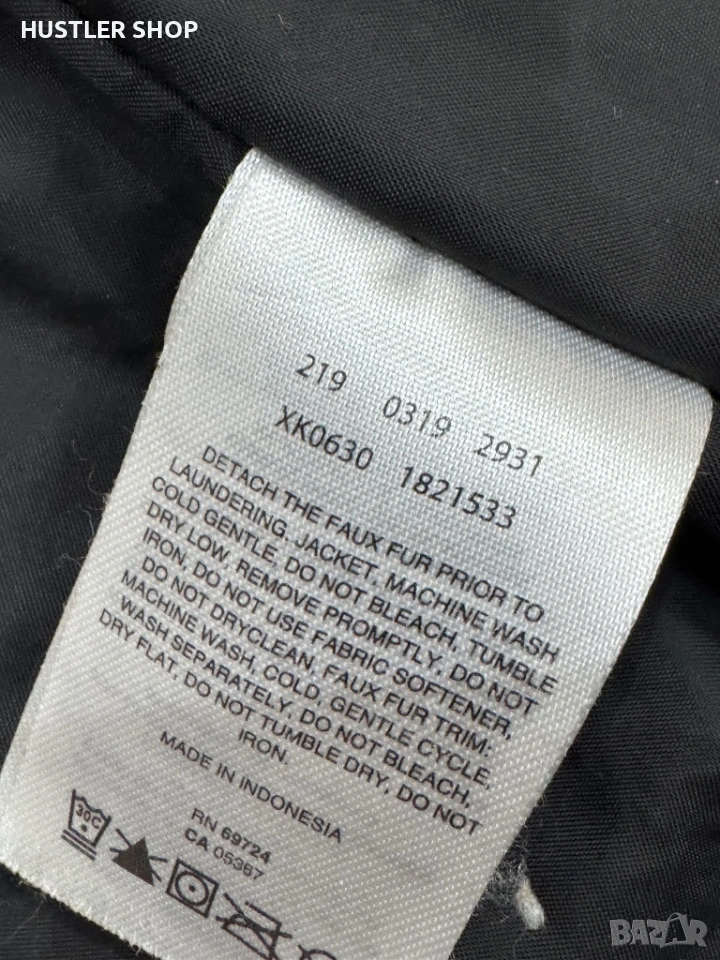 HUSTLER SHOP
219 0319 2931
XK0630 1821533
DETACH THE FAUX FUR PRIOR TO
LAUNDERING. JACKET, MACHINE WASH
COLD GENTLE, DO NOT BLEACH, TUMBLE
DRY LOW, REMOVE PROMPTLY, DO NOT
IRON, DO NOT USE FABRIC SOFTENER,
DO NOT DRYCLEAN, FAUX FUR TRIM:
MACHINE WASH, COLD, GENTLE CYCLE,
WASH SEPARATELY, DO NOT BLEACH,
DRY FLAT, DO NOT TUMBLE DRY, DO NOT
IRON.
MADE IN INDONESIA
RN 69724
CA 05367
30C
BAZAR